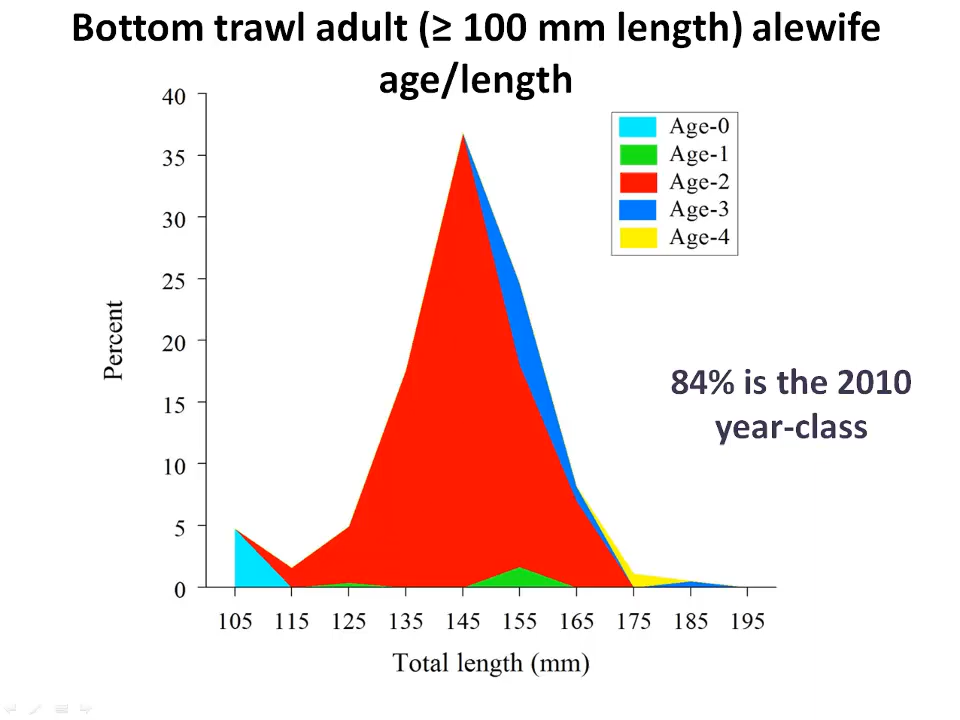 Bottom trawl adult (≥ 100 mm length) alewife
age/length
40
35
30
25
20
15
10
5
0
Percent
Age-0
Age-1
Age-2
Age-3
Age-4
84% is the 2010
year-class
105 115 125 135 145 155 165 175 185 195
Total length (mm)